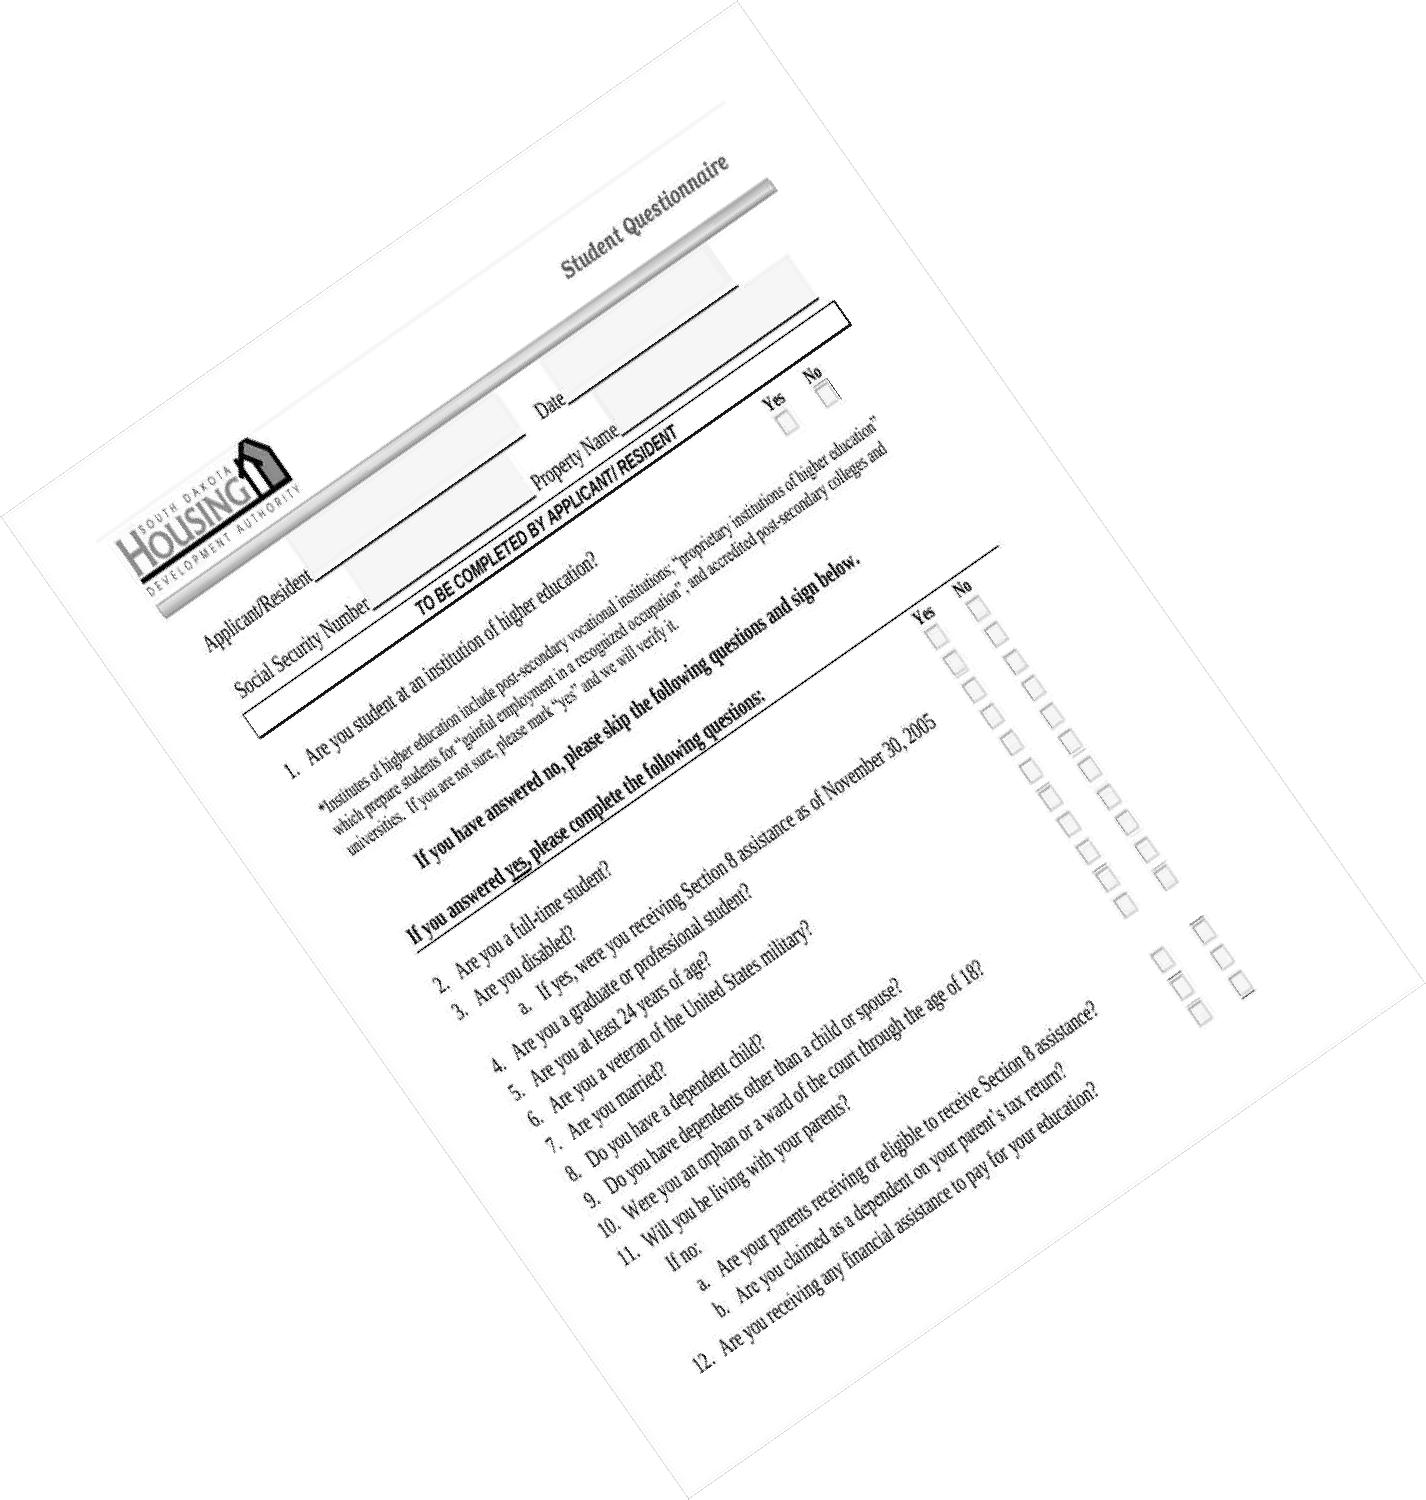 SOUTH DAKOTA
HOUSING
DEVELOPMENT AUTHORITY
Student Questionnaire
Applicant/Resident Date
Social Security Number Property Name
TO BE COMPLETED BY APPLICANT/ RESIDENT
Yes No
1. Are you student at an institution of higher education?
*Institutes of higher education include post-secondary vocational institutions; “proprietary institutions of higher education”
which prepare students for “gainful employment in a recognized occupation”, and accredited post-secondary colleges and
universities. If you are not sure, please mark “yes” and we will verify it.
If you have answered no, please skip the following questions and sign below.
If you answered yes, please complete the following questions:
Yes No
2. Are you a full-time student?
3. Are you disabled?
a. If yes, were you receiving Section 8 assistance as of November 30, 2005
4. Are you a graduate or professional student?
5. Are you at least 24 years of age?
6. Are you a veteran of the United States military?
7. Are you married?
8. Do you have a dependent child?
9. Do you have dependents other than a child or spouse?
10. Were you an orphan or a ward of the court through the age of 18?
11. Will you be living with your parents?
If no:
a. Are your parents receiving or eligible to receive Section 8 assistance?
b. Are you claimed as a dependent on your parent's tax return?
12. Are you receiving any financial assistance to pay for your education?